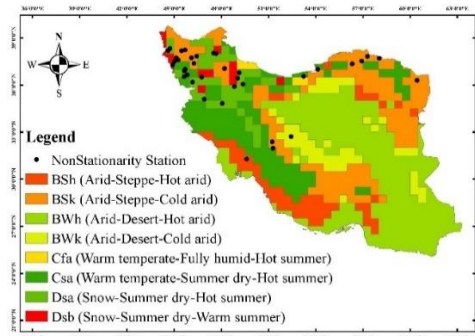 N
W
E
S
Legend
NonStationarity Station
BSh (Arid-Steppe-Hot arid)
BSk (Arid-Steppe-Cold arid)
BWh (Arid-Desert-Hot arid)
BWk (Arid-Desert-Cold arid)
Cfa (Warm temperate-Fully humid-Hot summer)
Csa (Warm temperate-Summer dry-Hot summer)
Dsa (Snow-Summer dry-Hot summer)
Dsb (Snow-Summer dry-Warm summer)